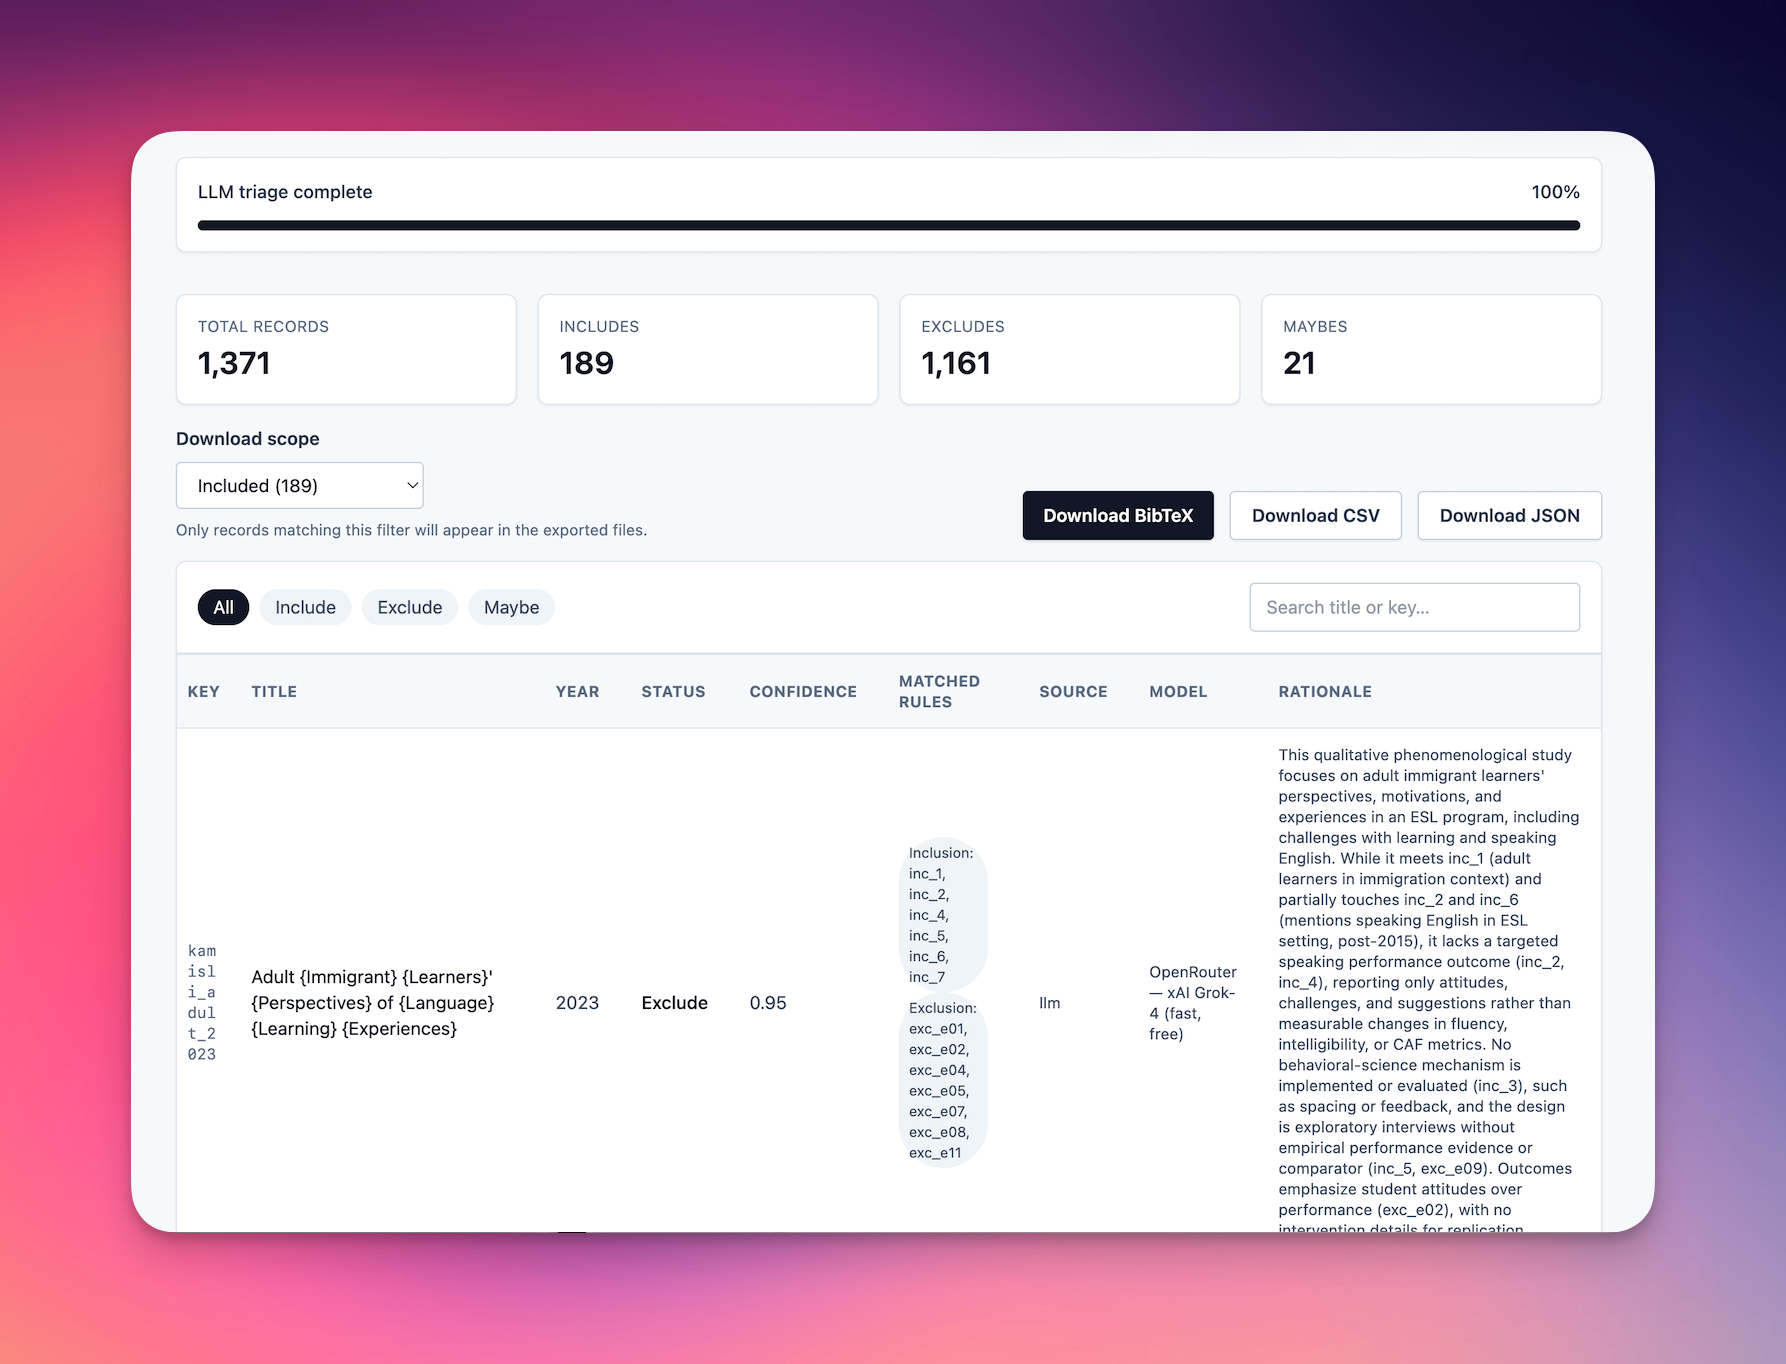 LLM triage complete
100%
TOTAL RECORDS
1,371
INCLUDES
189
EXCLUDES
1,161
MAYBES
21
Download scope
Included (189)
Only records matching this filter will appear in the exported files.
Download BibTeX
Download CSV
Download JSON
All
Include
Exclude
Maybe
Search title or key...
KEY
TITLE
YEAR
STATUS
CONFIDENCE
MATCHED
RULES
SOURCE
MODEL
RATIONALE
kam
isl
i_a
dul
t_2
023
Adult {Immigrant} {Learners}'
{Perspectives} of {Language}
{Learning} {Experiences}
2023
Exclude
0.95
Inclusion:
inc_1,
inc_2,
inc_4,
inc_5,
inc_6,
inc_7
Exclusion:
exc_e01,
exc_e02,
exc_e04,
exc_e05,
exc_e07,
exc_e08,
exc_e11
llm
OpenRouter
— xAI Grok-
4 (fast,
free)
This qualitative phenomenological study
focuses on adult immigrant learners'
perspectives, motivations, and
experiences in an ESL program, including
challenges with learning and speaking
English. While it meets inc_1 (adult
learners in immigration context) and
partially touches inc_2 and inc_6
(mentions speaking English in ESL
setting, post-2015), it lacks a targeted
speaking performance outcome (inc_2,
inc_4), reporting only attitudes,
challenges, and suggestions rather than
measurable changes in fluency,
intelligibility, or CAF metrics. No
behavioral-science mechanism is
implemented or evaluated (inc_3), such
as spacing or feedback, and the design
is exploratory interviews without
empirical performance evidence or
comparator (inc_5, exc_e09). Outcomes
emphasize student attitudes over
performance (exc_e02), with no
intervention details for replication